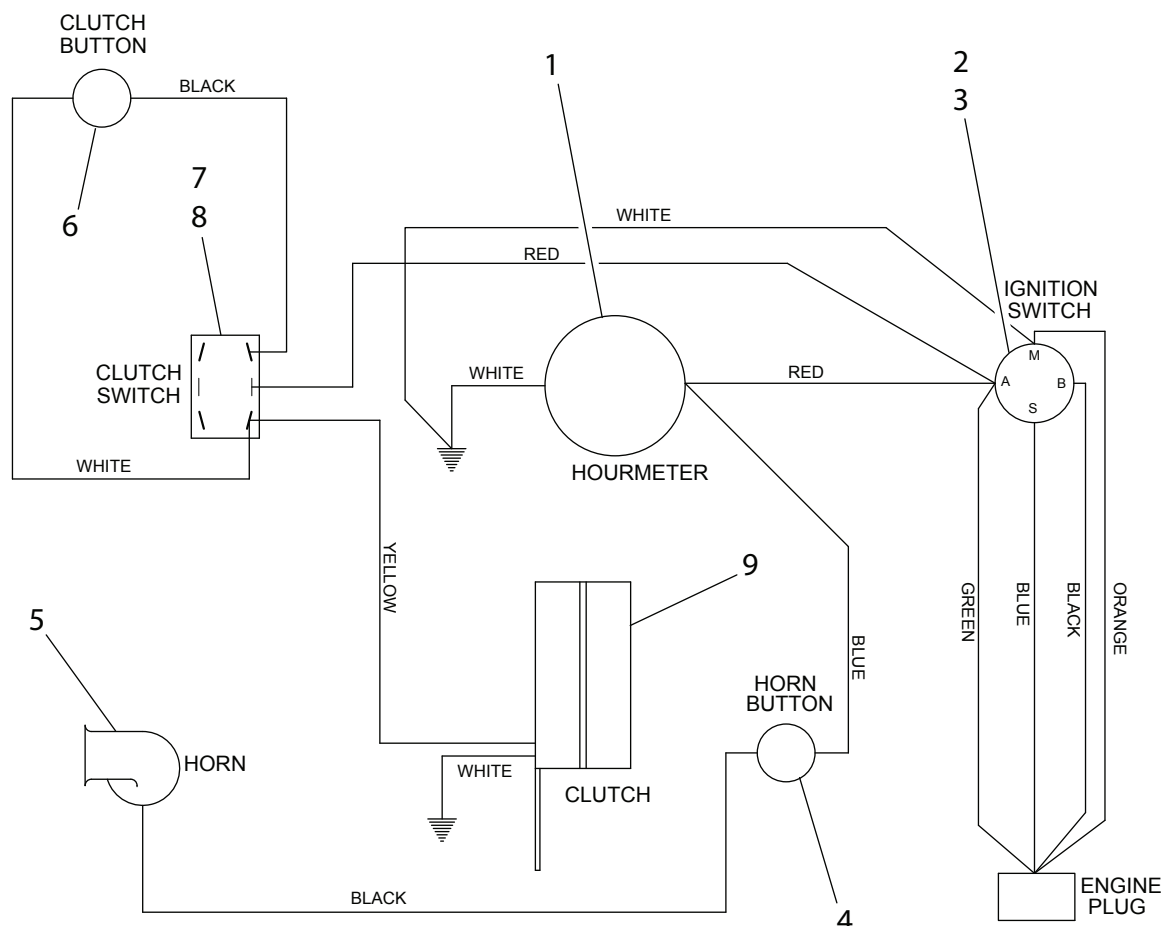 CLUTCH
BUTTON
1
2
3
BLACK
7
8
6
WHITE
RED
IGNITION
SWITCH
M
A
B
S
CLUTCH
SWITCH
WHITE
RED
HOURMETER
WHITE
YELLOW
9
GREEN
BLUE
BLACK
ORANGE
5
BLUE
HORN
BUTTON
HORN
WHITE
CLUTCH
BLACK
4
ENGINE
PLUG